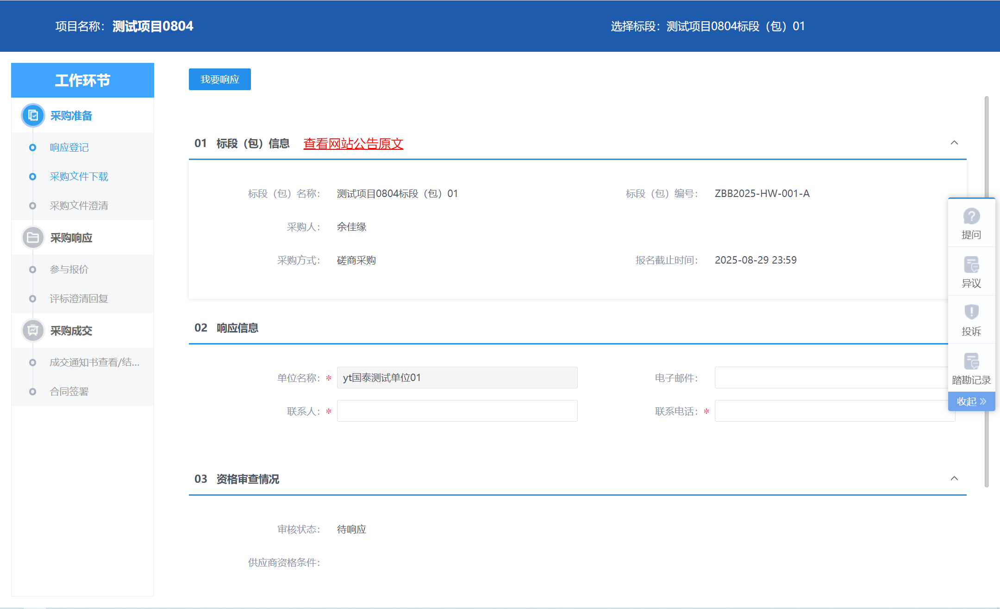 项目名称：测试项目0804
选择标段：测试项目0804标段（包）01
工作环节
采购准备
响应登记
采购文件下载
采购文件澄清
采购响应
参与报价
评标澄清回复
采购成交
成交通知书查看/结...
合同签署
我要响应
01 标段（包）信息 查看网站公告原文
标段（包）名称： 测试项目0804标段（包）01 标段（包）编号： ZBB2025-HW-001-A
采购人： 余佳缘
采购方式： 磋商采购 报名截止时间： 2025-08-29 23:59
02 响应信息
单位名称：* yt国泰测试单位01 电子邮件：
联系人：* 联系电话：*
03 资格审查情况
审核状态： 待响应
供应商资格条件：
提问
异议
投诉
踏勘记录
收起 »